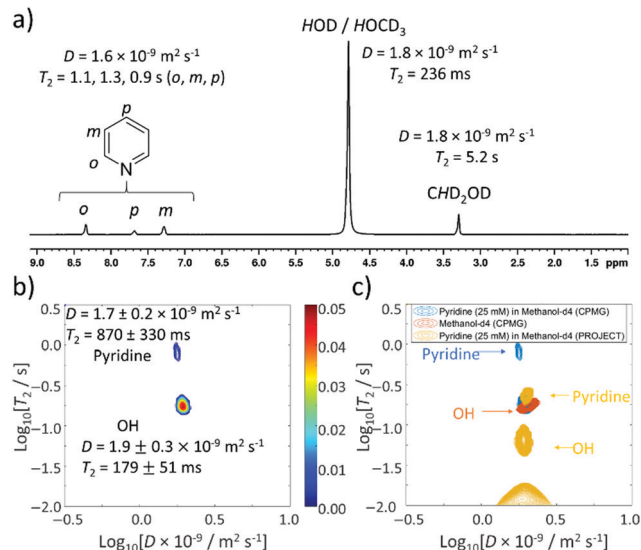 a)
D = 1.6 × 10⁻⁹ m² s⁻¹
T₂ = 1.1, 1.3, 0.9 s (o, m, p)
HOD / HOCD₃
D = 1.8 × 10⁻⁹ m² s⁻¹
T₂ = 236 ms
D = 1.8 × 10⁻⁹ m² s⁻¹
T₂ = 5.2 s
CHD₂OD
p
m
o
N
o p m
9.0 8.5 8.0 7.5 7.0 6.5 6.0 5.5 5.0 4.5 4.0 3.5 3.0 2.5 2.0 1.5 ppm
b)
D = 1.7 ± 0.2 × 10⁻⁹ m² s⁻¹
T₂ = 870 ± 330 ms
Pyridine
OH
D = 1.9 ± 0.3 × 10⁻⁹ m² s⁻¹
T₂ = 179 ± 51 ms
Log₁₀[T₂ / s]
0.5
0.0
−0.5
−1.0
−1.5
−2.0
−0.5 0.0 0.5 1.0
Log₁₀[D × 10⁻⁹ / m² s⁻¹]
0.05
0.04
0.03
0.02
0.01
0.00
c)
Pyridine (25 mM) in Methanol-d4 (CPMG)
Methanol-d4 (CPMG)
Pyridine (25 mM) in Methanol-d4 (PROJECT)
Pyridine
Pyridine
OH
OH
Log₁₀[T₂ / s]
0.5
0.0
−0.5
−1.0
−1.5
−2.0
−0.5 0.0 0.5 1.0
Log₁₀[D × 10⁻⁹ / m² s⁻¹]